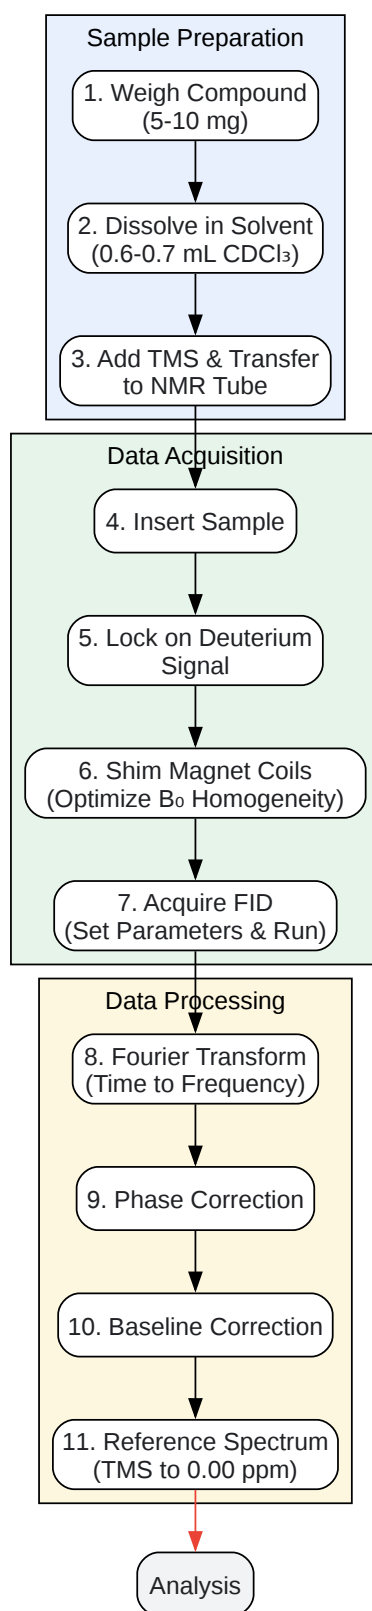 Sample Preparation
1. Weigh Compound
(5-10 mg)
2. Dissolve in Solvent
(0.6-0.7 mL CDCl₃)
3. Add TMS & Transfer
to NMR Tube
Data Acquisition
4. Insert Sample
5. Lock on Deuterium
Signal
6. Shim Magnet Coils
(Optimize B₀ Homogeneity)
7. Acquire FID
(Set Parameters & Run)
Data Processing
8. Fourier Transform
(Time to Frequency)
9. Phase Correction
10. Baseline Correction
11. Reference Spectrum
(TMS to 0.00 ppm)
Analysis